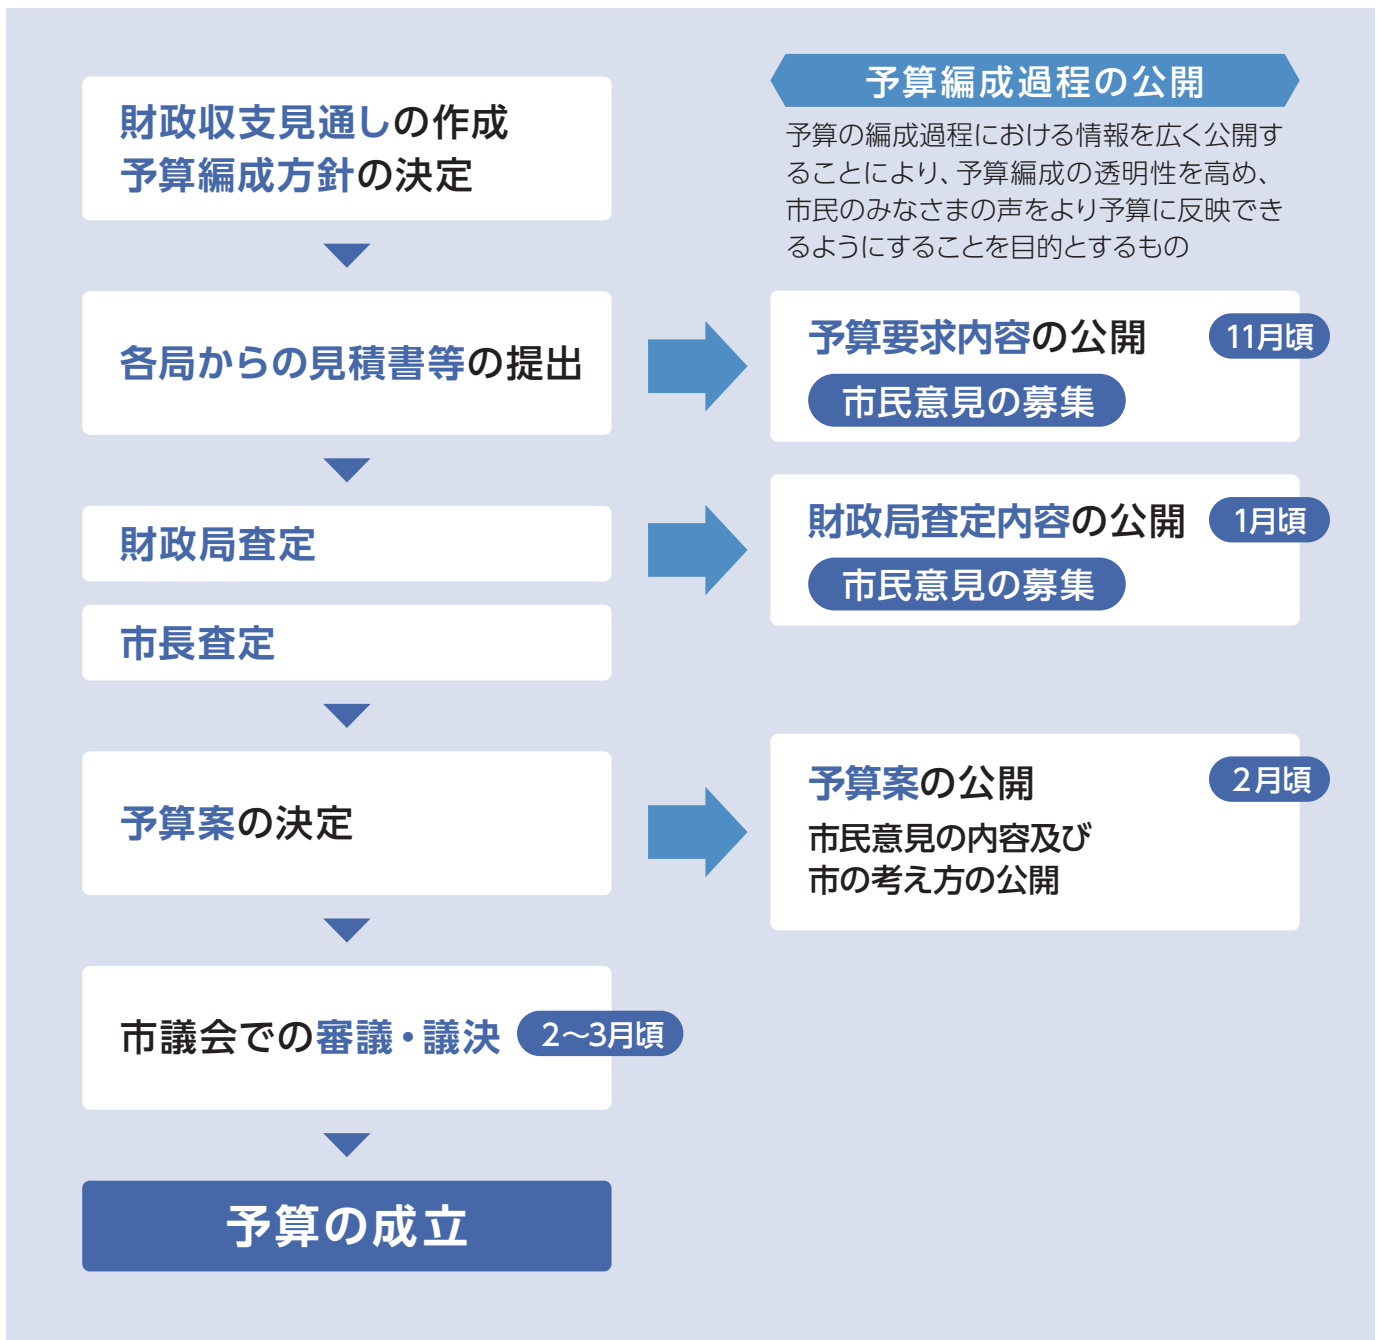 財政収支見通しの作成
予算編成方針の決定
各局からの見積書等の提出
財政局査定
市長査定
予算案の決定
市議会での審議・議決 2～3月頃
予算の成立
予算編成過程の公開
予算の編成過程における情報を広く公開す
ることにより、予算編成の透明性を高め、
市民のみなさまの声をより予算に反映でき
るようにすることを目的とするもの
予算要求内容の公開 11月頃
市民意見の募集
財政局査定内容の公開 1月頃
市民意見の募集
予算案の公開 2月頃
市民意見の内容及び
市の考え方の公開